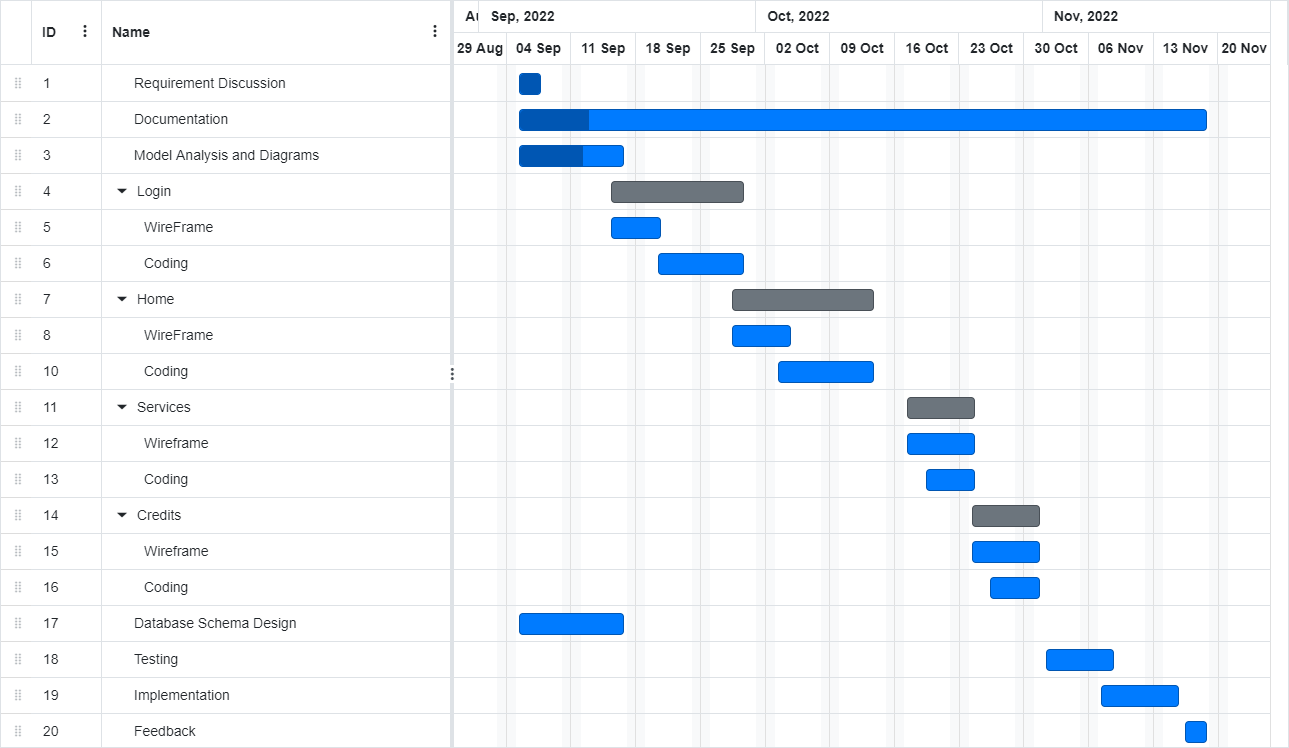 ID Name
Sep, 2022 Oct, 2022 Nov, 2022
29 Aug 04 Sep 11 Sep 18 Sep 25 Sep 02 Oct 09 Oct 16 Oct 23 Oct 30 Oct 06 Nov 13 Nov 20 Nov
1 Requirement Discussion
2 Documentation
3 Model Analysis and Diagrams
4 Login
5 WireFrame
6 Coding
7 Home
8 WireFrame
10 Coding
11 Services
12 Wireframe
13 Coding
14 Credits
15 Wireframe
16 Coding
17 Database Schema Design
18 Testing
19 Implementation
20 Feedback